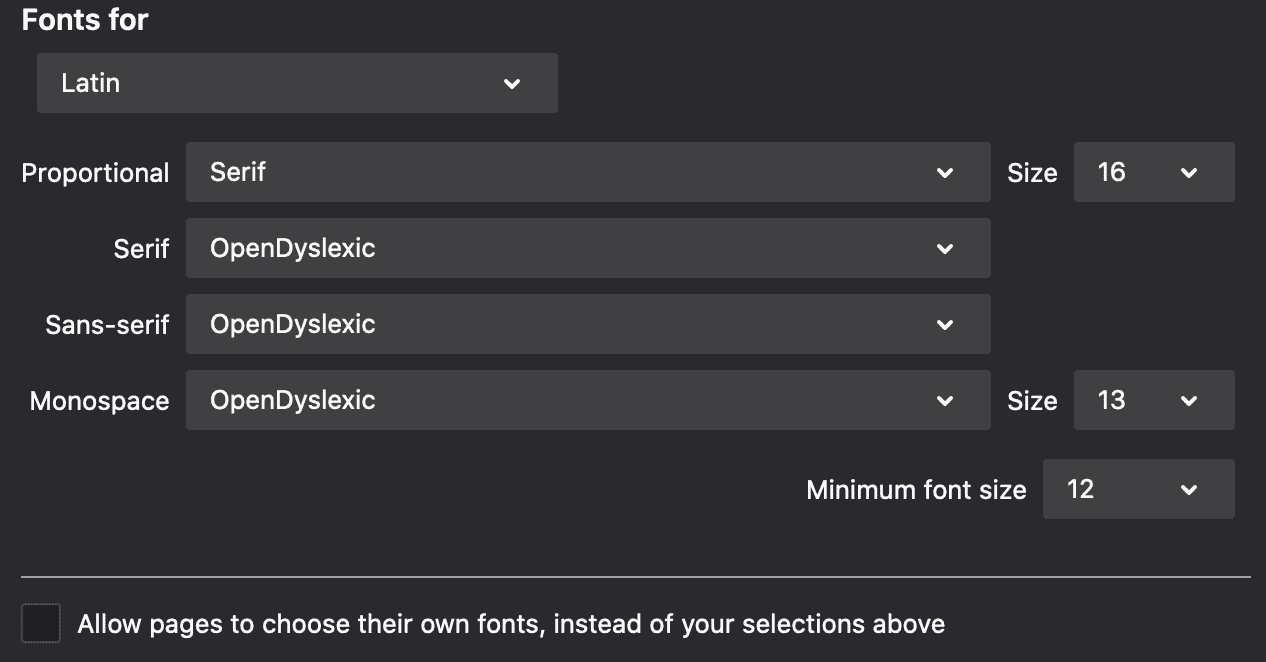 Fonts for
Latin
Proportional Serif Size 16
Serif OpenDyslexic
Sans-serif OpenDyslexic
Monospace OpenDyslexic Size 13
Minimum font size 12
Allow pages to choose their own fonts, instead of your selections above